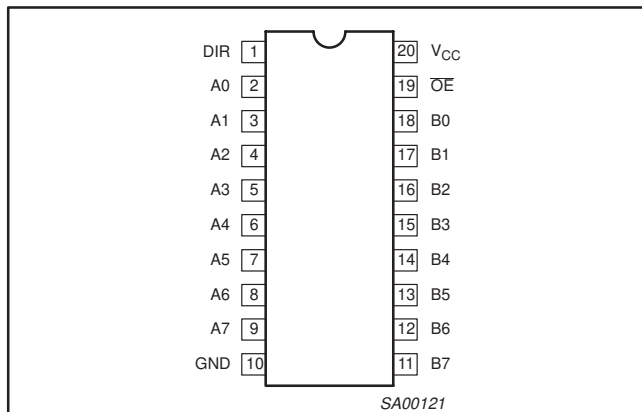 DIR 1 20 VCC
A0 2 19 O̅E̅
A1 3 18 B0
A2 4 17 B1
A3 5 16 B2
A4 6 15 B3
A5 7 14 B4
A6 8 13 B5
A7 9 12 B6
GND 10 11 B7
SA00121